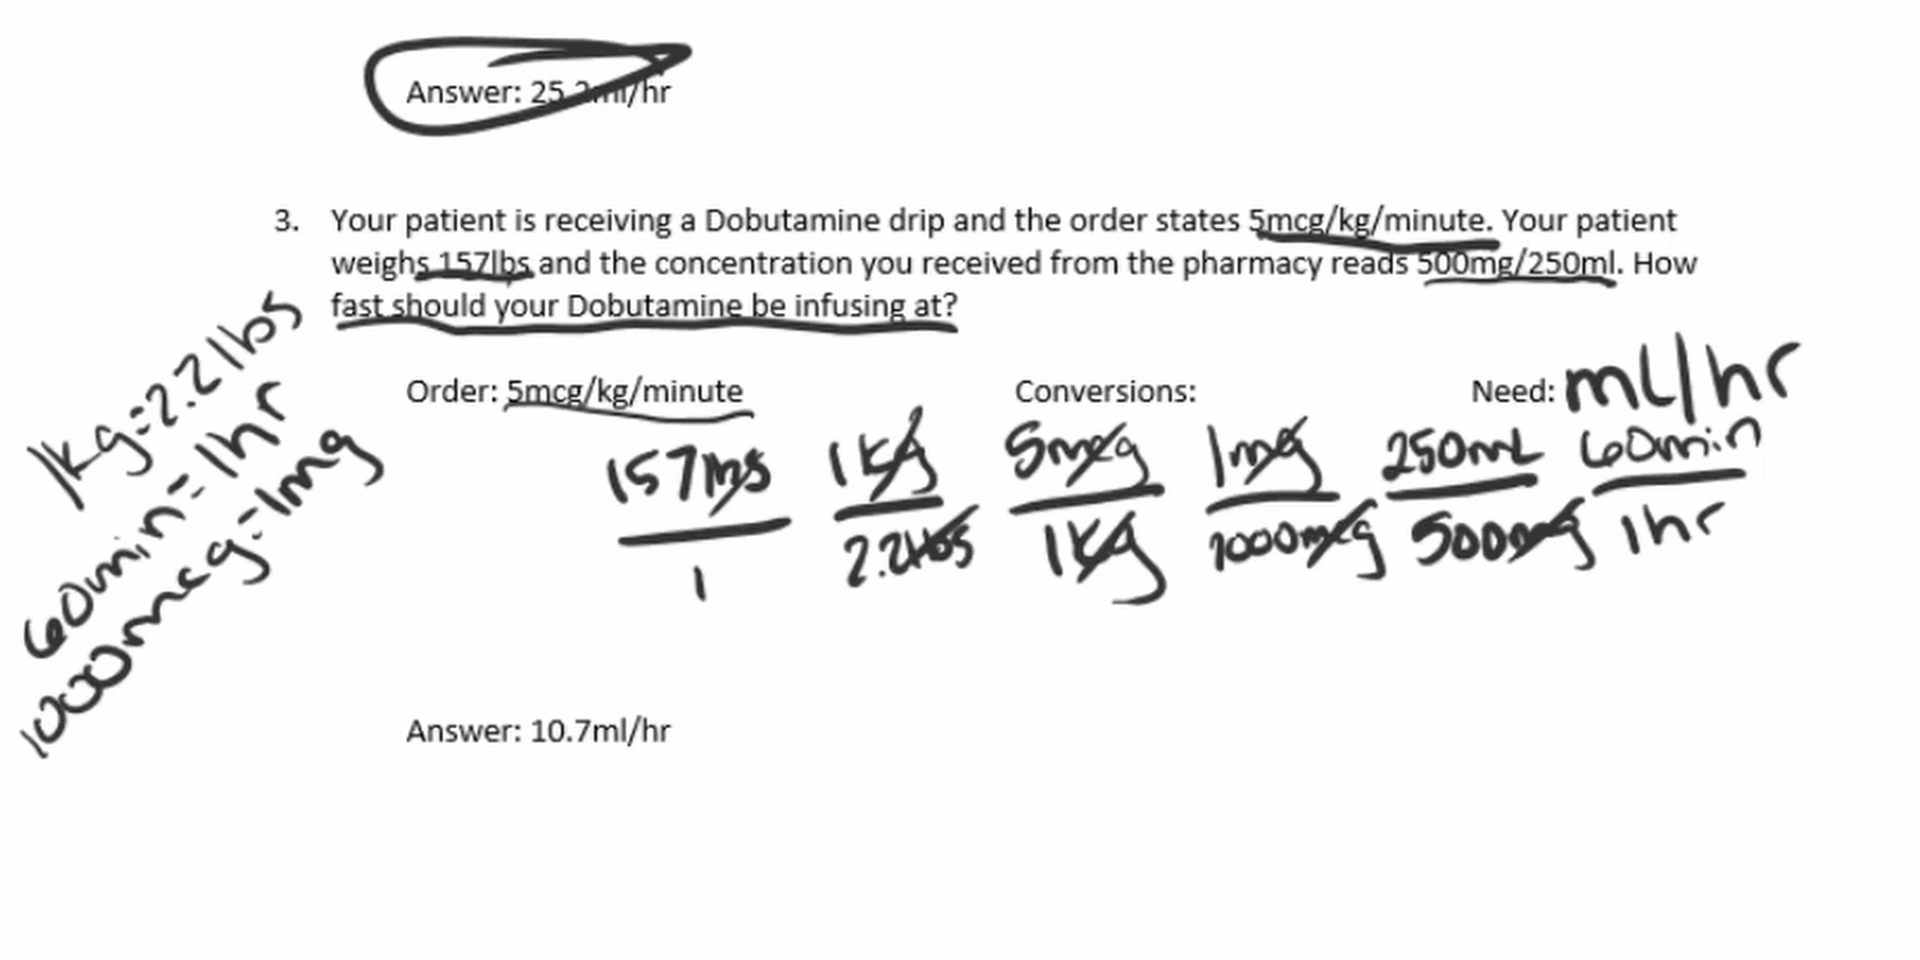 Answer: 25.2ml/hr
3. Your patient is receiving a Dobutamine drip and the order states 5mcg/kg/minute. Your patient
weighs 157lbs and the concentration you received from the pharmacy reads 500mg/250ml. How
fast should your Dobutamine be infusing at?
1kg=2.2lbs
60min=1hr
1000mcg=1mg
Order: 5mcg/kg/minute Conversions: Need: mL/hr
157lbs 1kg 5mcg 1mg 250mL 60min
1 2.2lbs 1kg 1000mcg 500mg 1hr
Answer: 10.7ml/hr